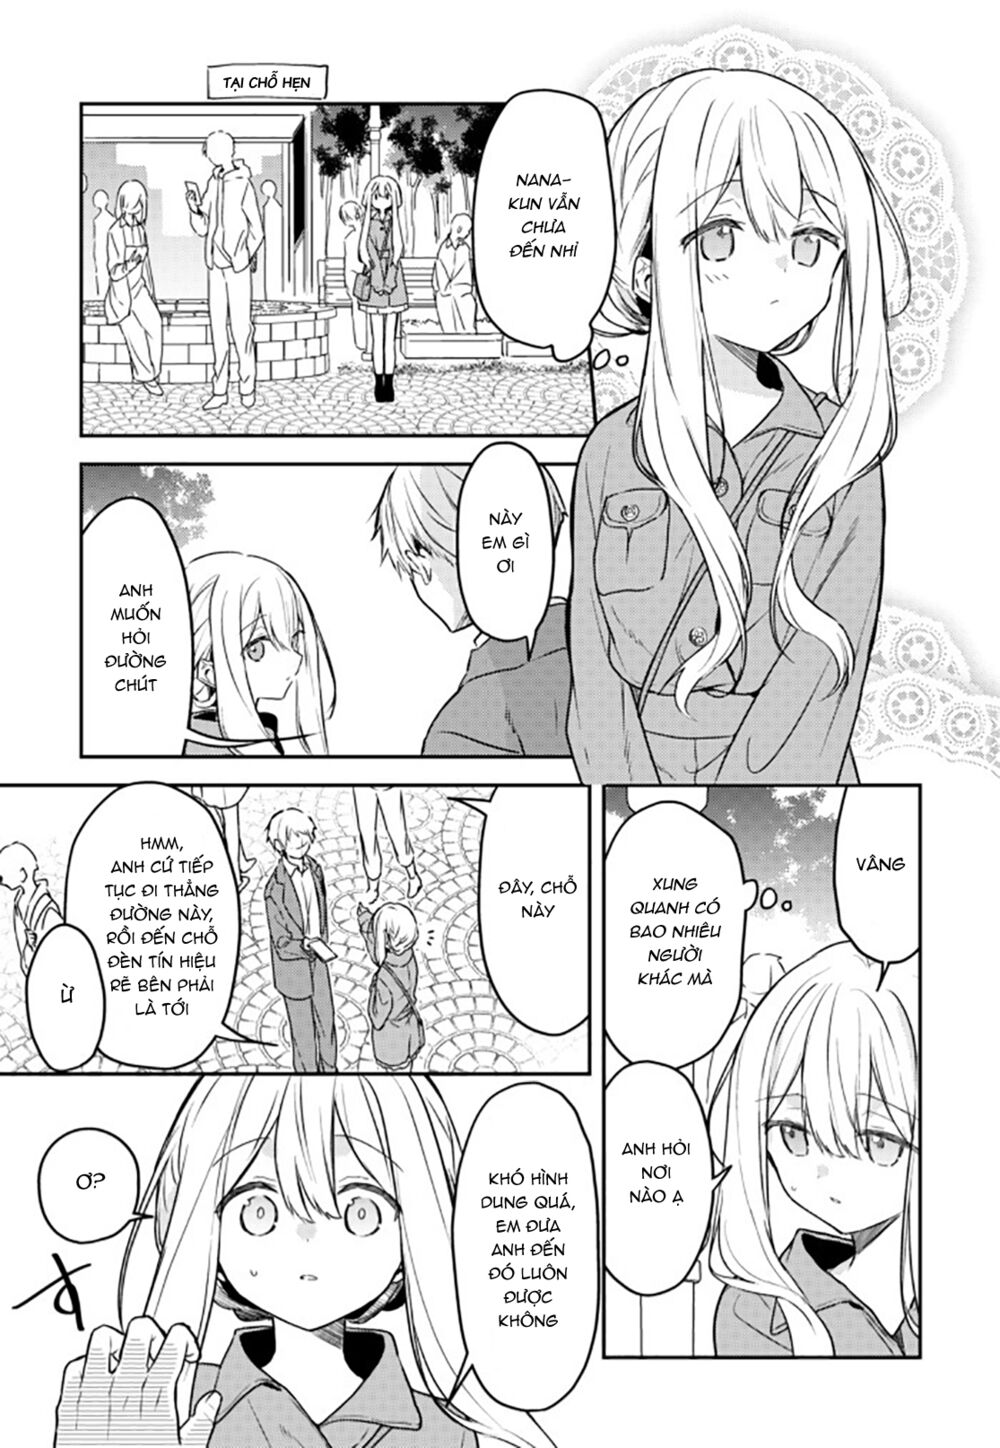 TẠI CHỖ HẸN
NANA-
KUN VẪN
CHƯA
ĐẾN NHỈ
NÀY
EM GÌ
ƠI
ANH
MUỐN
HỎI
ĐƯỜNG
CHÚT
VÂNG
XUNG
QUANH CÓ
BAO NHIÊU
NGƯỜI
KHÁC MÀ
ANH HỎI
NƠI
NÀO Ạ
ĐÂY, CHỖ
NÀY
HMM,
ANH CỨ TIẾP
TỤC ĐI THẲNG
ĐƯỜNG NÀY,
RỒI ĐẾN CHỖ
ĐÈN TÍN HIỆU
RẼ BÊN PHẢI
LÀ TỚI
Ừ
KHÓ HÌNH
DUNG QUÁ,
EM ĐƯA
ANH ĐẾN
ĐÓ LUÔN
ĐƯỢC
KHÔNG
Ơ?